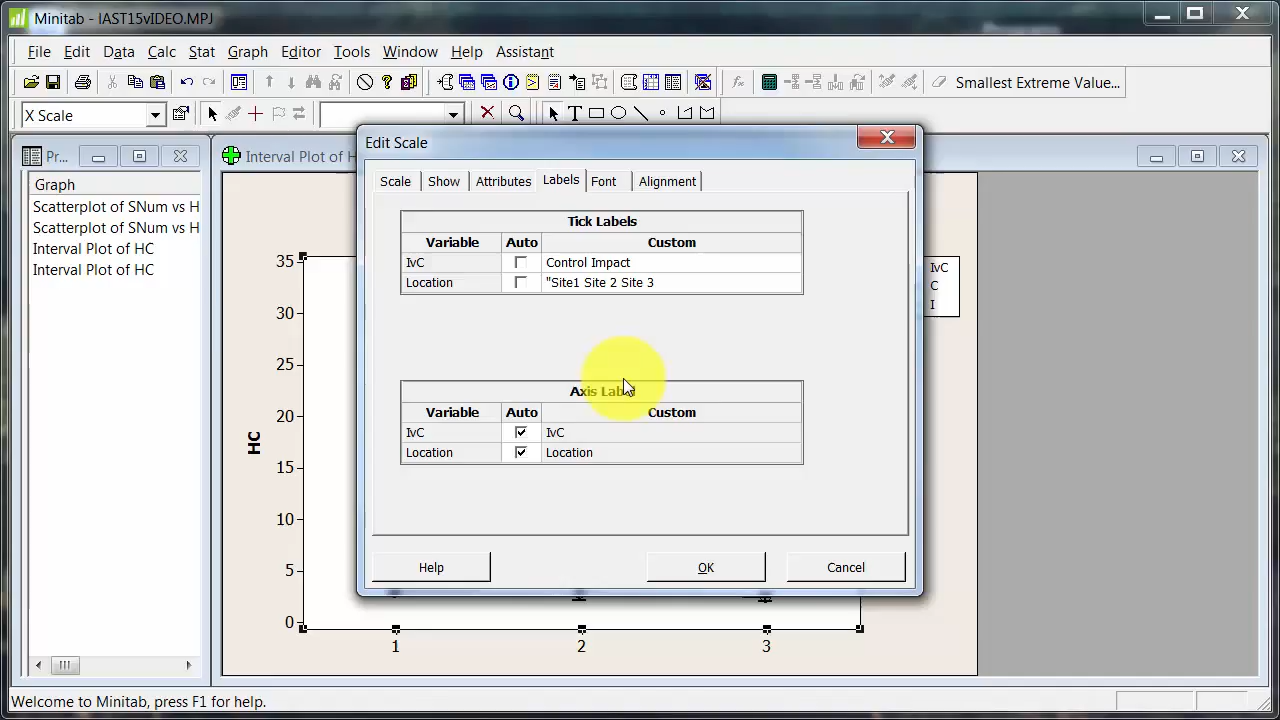 Minitab - IAST15vIDEO.MPJ
File Edit Data Calc Stat Graph Editor Tools Window Help Assistant
Smallest Extreme Value...
X Scale
Pr...
Interval Plot of H
Edit Scale
Graph
Scatterplot of SNum vs H
Scatterplot of SNum vs H
Interval Plot of HC
Interval Plot of HC
Scale Show Attributes Labels Font Alignment
Tick Labels
Variable Auto Custom
IvC Control Impact
Location "Site1 Site 2 Site 3
Axis Lab
Variable Auto Custom
IvC IvC
Location Location
Help OK Cancel
HC
35
30
25
20
15
10
5
0
1 2 3
IvC
C
I
Welcome to Minitab, press F1 for help.